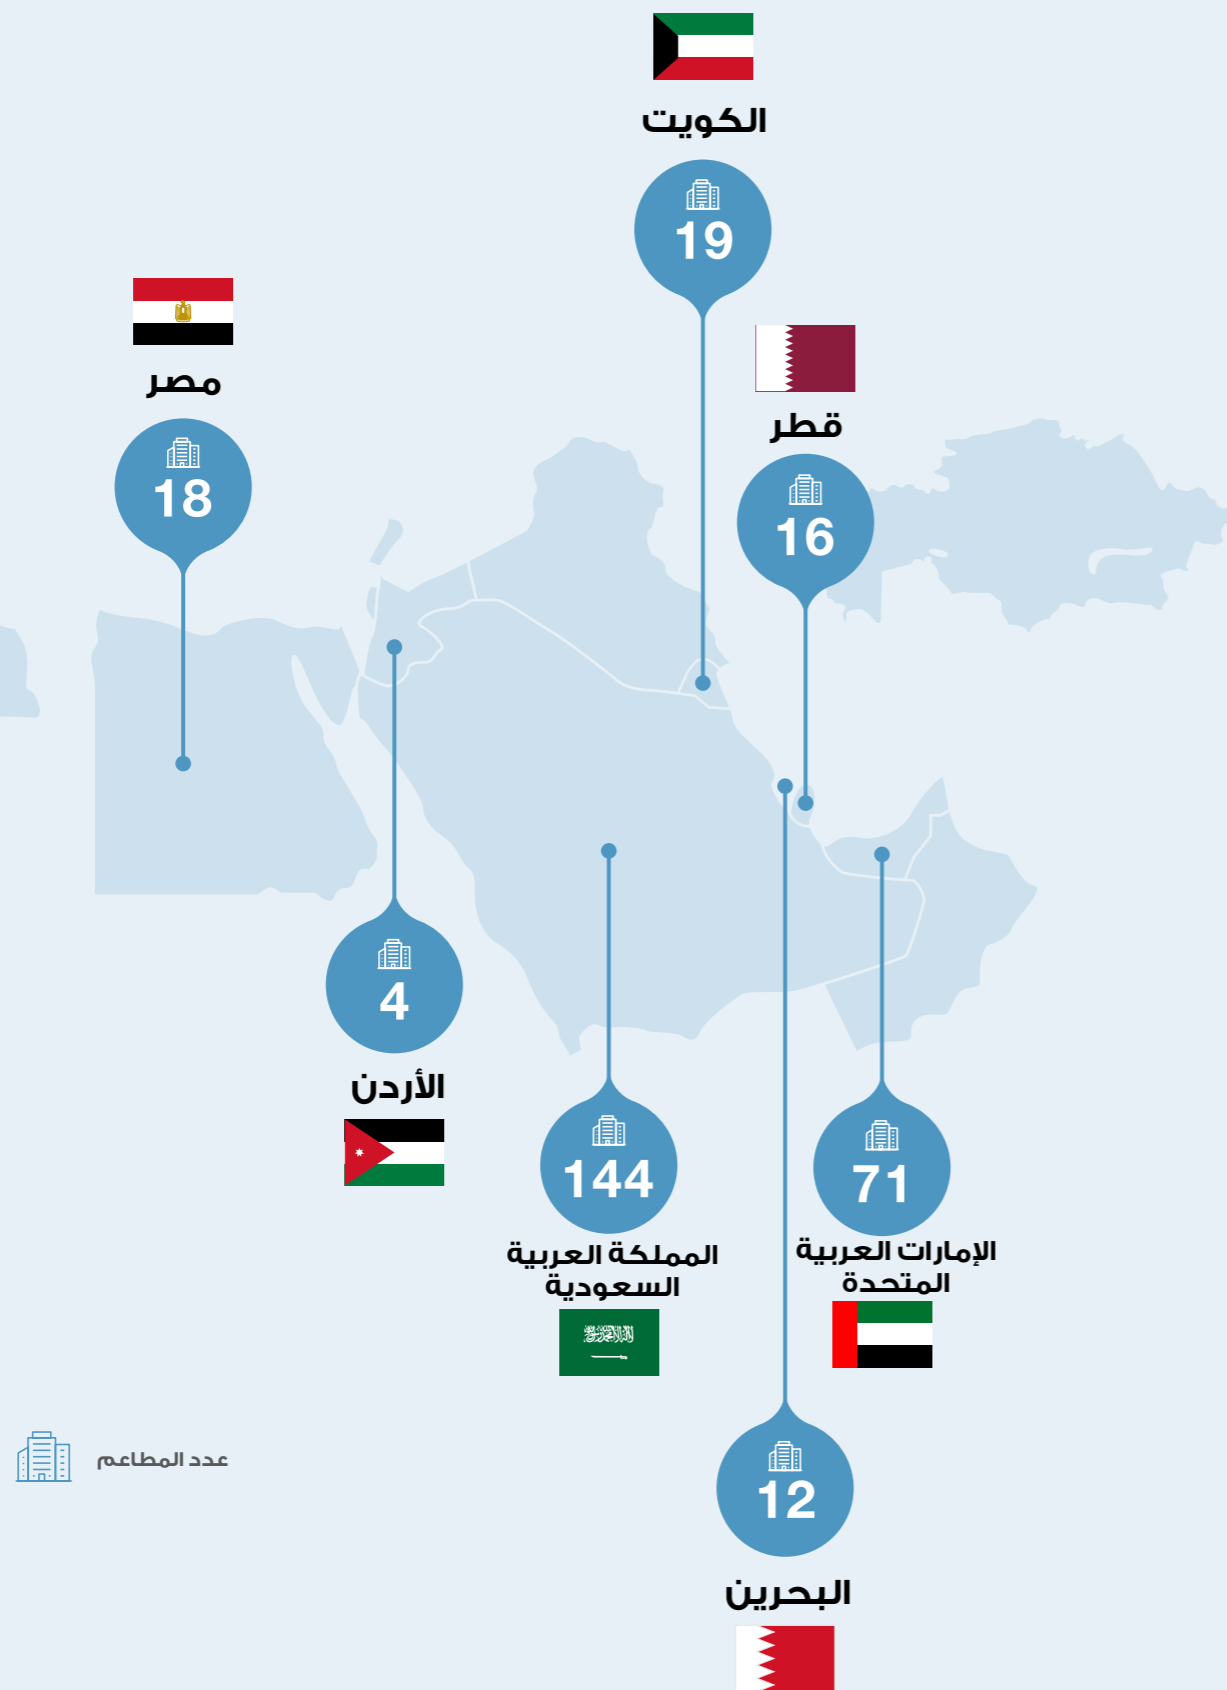 الكويت
19
مصر
18
قطر
16
4
الأردن
144
المملكة العربية
السعودية
71
الإمارات العربية
المتحدة
عدد المطاعم
12
البحرين